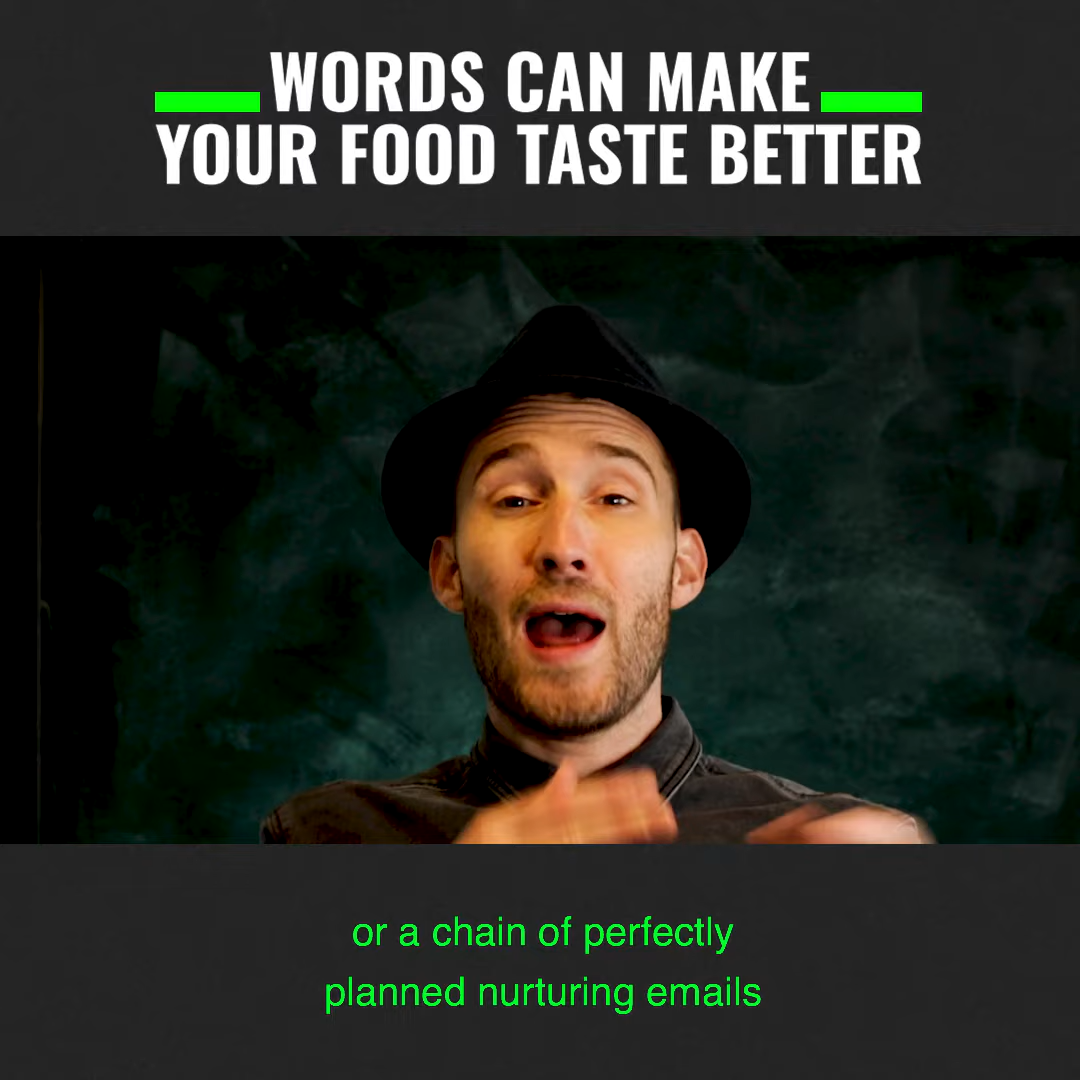 WORDS CAN MAKE
YOUR FOOD TASTE BETTER
or a chain of perfectly
planned nurturing emails